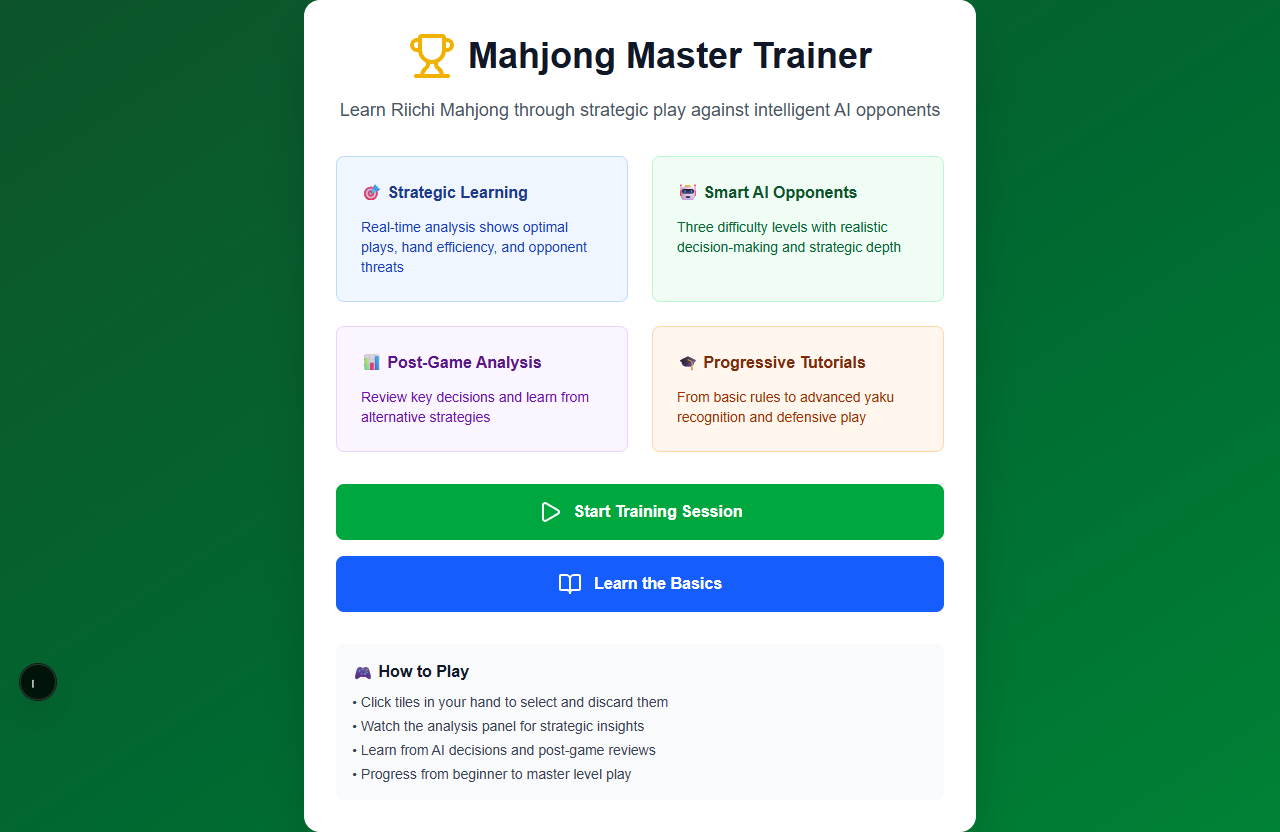 Mahjong Master Trainer
Learn Riichi Mahjong through strategic play against intelligent AI opponents
🎯 Strategic Learning
Real-time analysis shows optimal
plays, hand efficiency, and opponent
threats
🤖 Smart AI Opponents
Three difficulty levels with realistic
decision-making and strategic depth
📊 Post-Game Analysis
Review key decisions and learn from
alternative strategies
🎓 Progressive Tutorials
From basic rules to advanced yaku
recognition and defensive play
Start Training Session
Learn the Basics
🎮 How to Play
• Click tiles in your hand to select and discard them
• Watch the analysis panel for strategic insights
• Learn from AI decisions and post-game reviews
• Progress from beginner to master level play